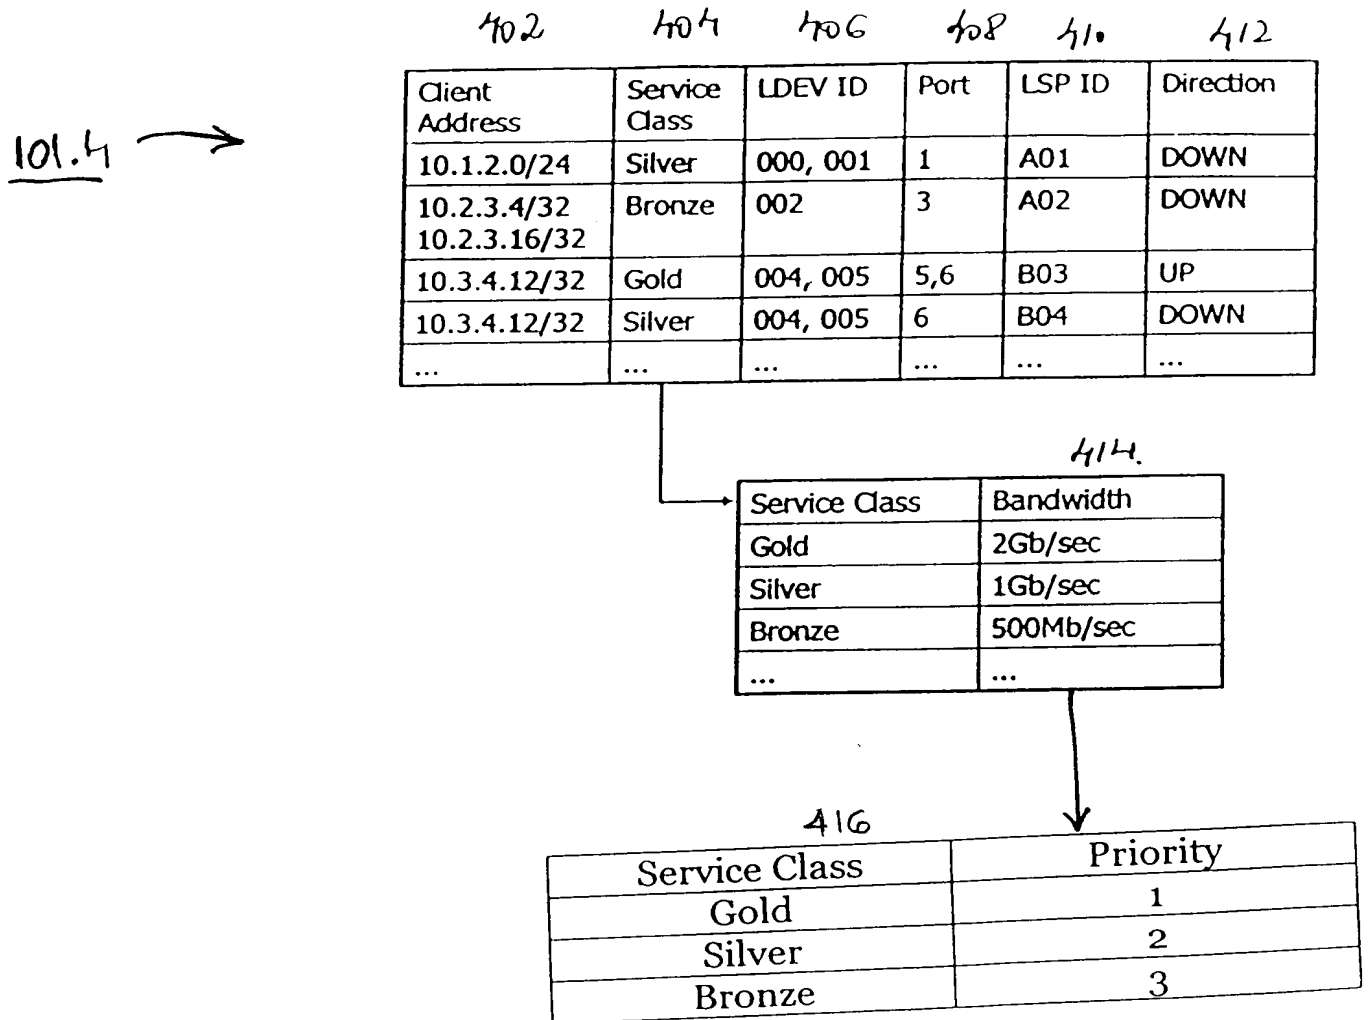 402 404 406 408 410 412
101.4
Client Address Service Class LDEV ID Port LSP ID Direction
10.1.2.0/24 Silver 000, 001 1 A01 DOWN
10.2.3.4/32 Bronze 002 3 A02 DOWN
10.2.3.16/32
10.3.4.12/32 Gold 004, 005 5,6 B03 UP
10.3.4.12/32 Silver 004, 005 6 B04 DOWN
... ... ... ... ... ...
414.
Service Class Bandwidth
Gold 2Gb/sec
Silver 1Gb/sec
Bronze 500Mb/sec
... ...
416
Service Class Priority
Gold 1
Silver 2
Bronze 3